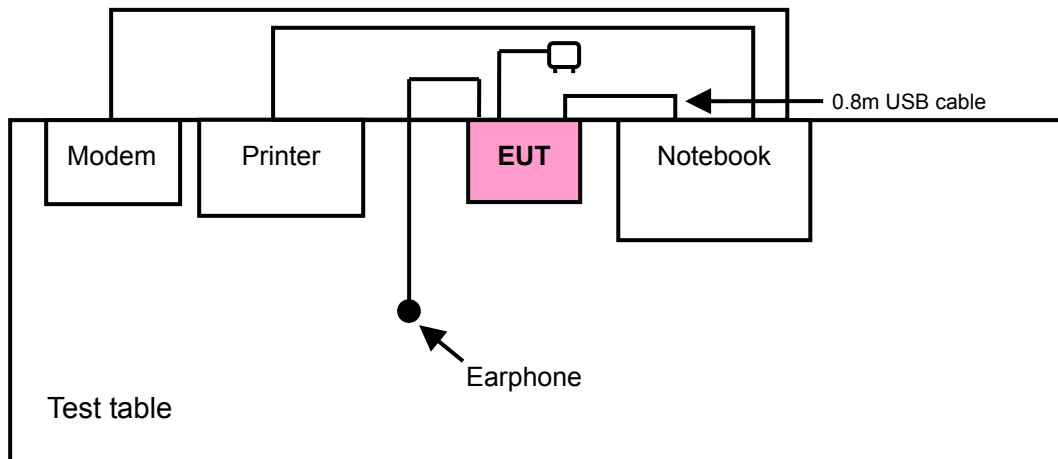 0.8m USB cable
Modem
Printer
EUT
Notebook
Earphone
Test table